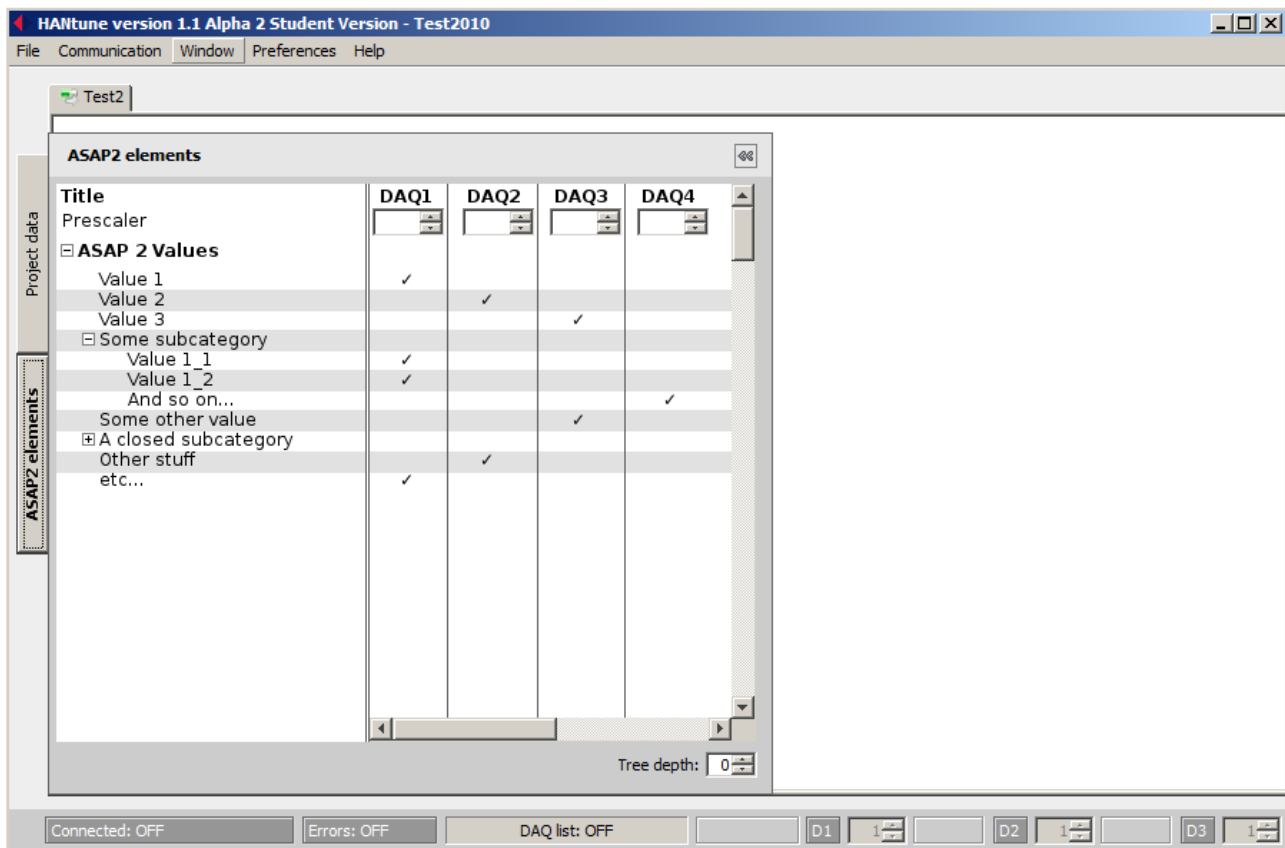 HANtune version 1.1 Alpha 2 Student Version - Test2010
File Communication Window Preferences Help
Test2
Project data
ASAP2 elements
ASAP2 elements
Title DAQ1 DAQ2 DAQ3 DAQ4
Prescaler
ASAP 2 Values
Value 1 ✓
Value 2 ✓
Value 3 ✓
Some subcategory
Value 1_1 ✓
Value 1_2 ✓
And so on... ✓
Some other value ✓
A closed subcategory
Other stuff ✓
etc... ✓
Tree depth: 0
Connected: OFF Errors: OFF DAQ list: OFF D1 1 D2 1 D3 1